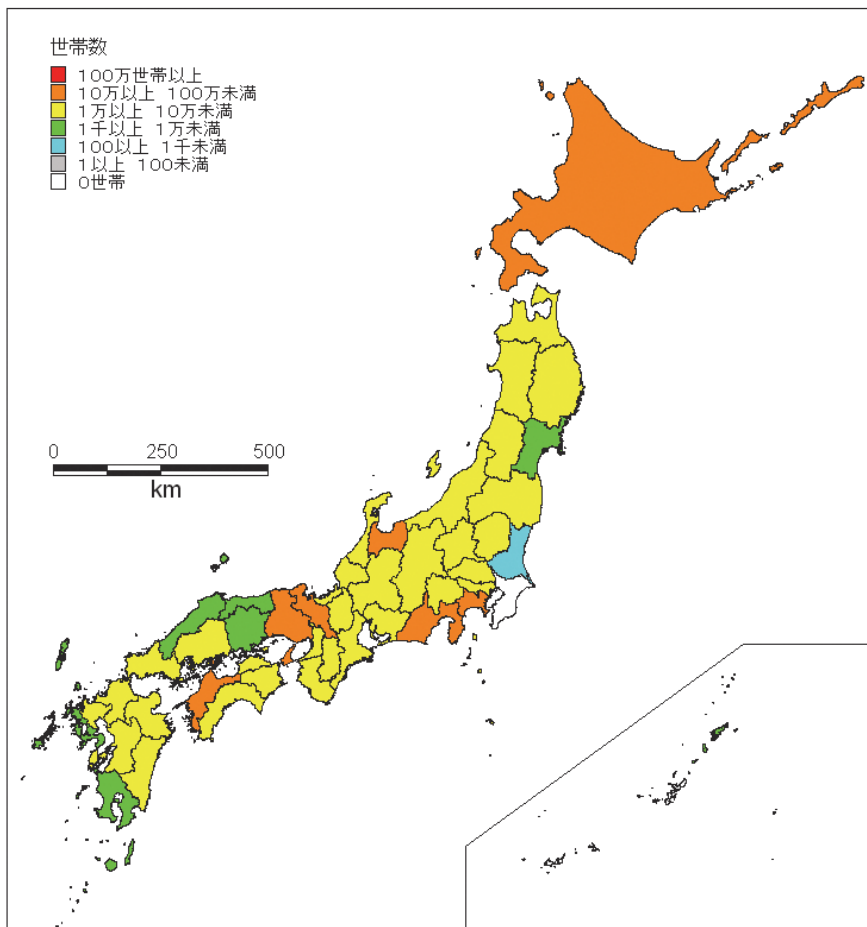 世帯数
100万世帯以上
10万以上 100万未満
1万以上 10万未満
1千以上 1万未満
100以上 1千未満
1以上 100未満
0世帯
0 250 500
km